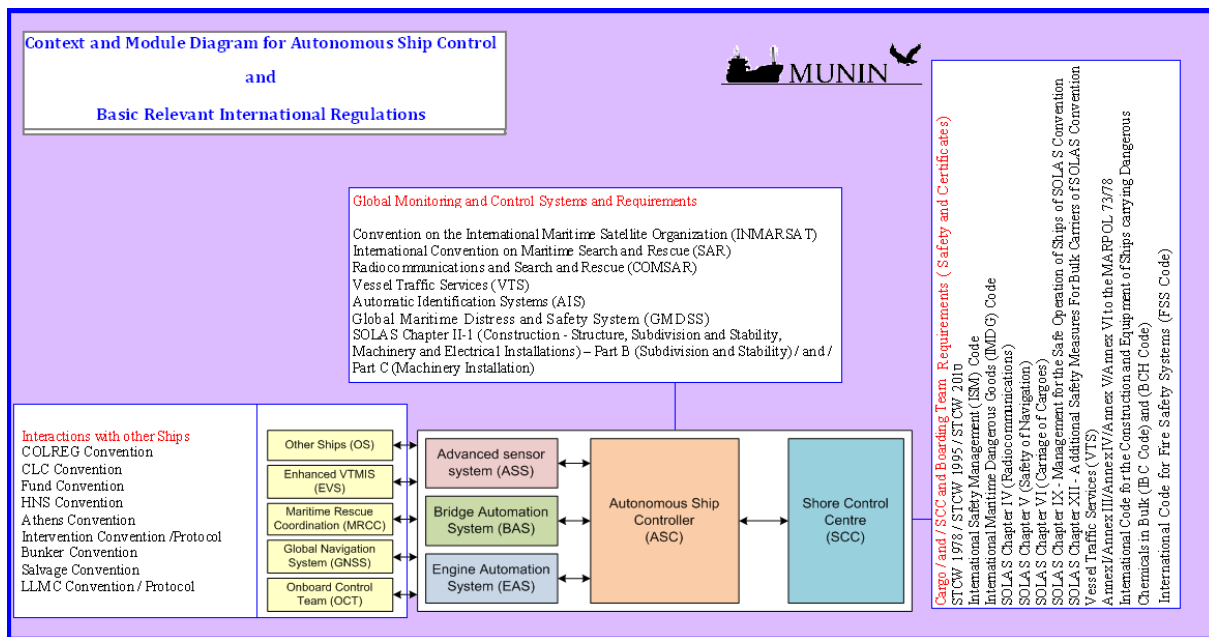 Context and Module Diagram for Autonomous Ship Control
and
Basic Relevant International Regulations
MUNIN
Global Monitoring and Control Systems and Requirements
Convention on the International Maritime Satellite Organization (INMARSAT)
International Convention on Maritime Search and Rescue (SAR)
Radiocommunications and Search and Rescue (COMSAR)
Vessel Traffic Services (VTS)
Automatic Identification Systems (AIS)
Global Maritime Distress and Safety System (GMDSS)
SOLAS Chapter II-1 (Construction - Structure, Subdivision and Stability,
Machinery and Electrical Installations) – Part B (Subdivision and Stability) / and /
Part C (Machinery Installation)
Interactions with other Ships
COLREG Convention
CLC Convention
Fund Convention
HNS Convention
Athens Convention
Intervention Convention /Protocol
Bunker Convention
Salvage Convention
LLMC Convention / Protocol
Other Ships (OS)
Enhanced VTMIS
(EVS)
Maritime Rescue
Coordination (MRCC)
Global Navigation
System (GNSS)
Onboard Control
Team (OCT)
Advanced sensor
system (ASS)
Bridge Automation
System (BAS)
Engine Automation
System (EAS)
Autonomous Ship
Controller
(ASC)
Shore Control
Centre
(SCC)
Cargo / and / SCC and Boarding Team Requirements ( Safety and Certificates)
STCW 1978 / STCW 1995 / STCW 2010
International Safety Management (ISM) Code
International Maritime Dangerous Goods (IMDG) Code
SOLAS Chapter IV (Radiocommunications)
SOLAS Chapter V (Safety of Navigation)
SOLAS Chapter VI (Carriage of Cargoes)
SOLAS Chapter IX - Management for the Safe Operation of Ships of SOLAS Convention
SOLAS Chapter XII - Additional Safety Measures For Bulk Carriers of SOLAS Convention
Vessel Traffic Services (VTS)
Annex I/Annex III/Annex IV/Annex V/Annex VI to the MARPOL 73/78
International Code for the Construction and Equipment of Ships carrying Dangerous
Chemicals in Bulk (IBC Code) and (BCH Code)
International Code for Fire Safety Systems (FSS Code)